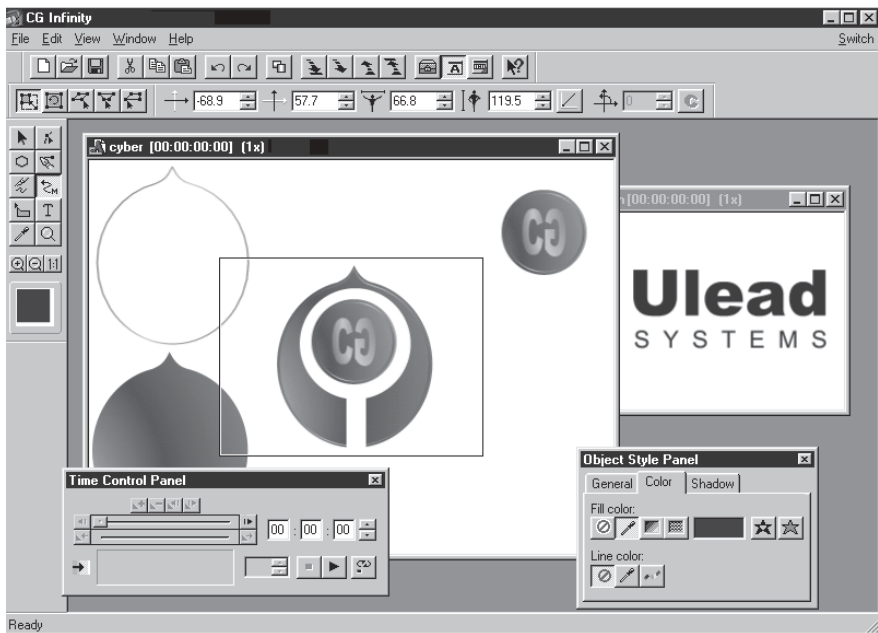 CG Infinity
File Edit View Window Help Switch
-68.9 57.7 66.8 119.5 0 C
cyber [00:00:00:00] (1x)
[00:00:00:00] (1x)
CG
CG
Ulead
SYSTEMS
M
T
1:1
Time Control Panel
00 : 00 : 00
Object Style Panel
General Color Shadow
Fill color:
Line color:
Ready